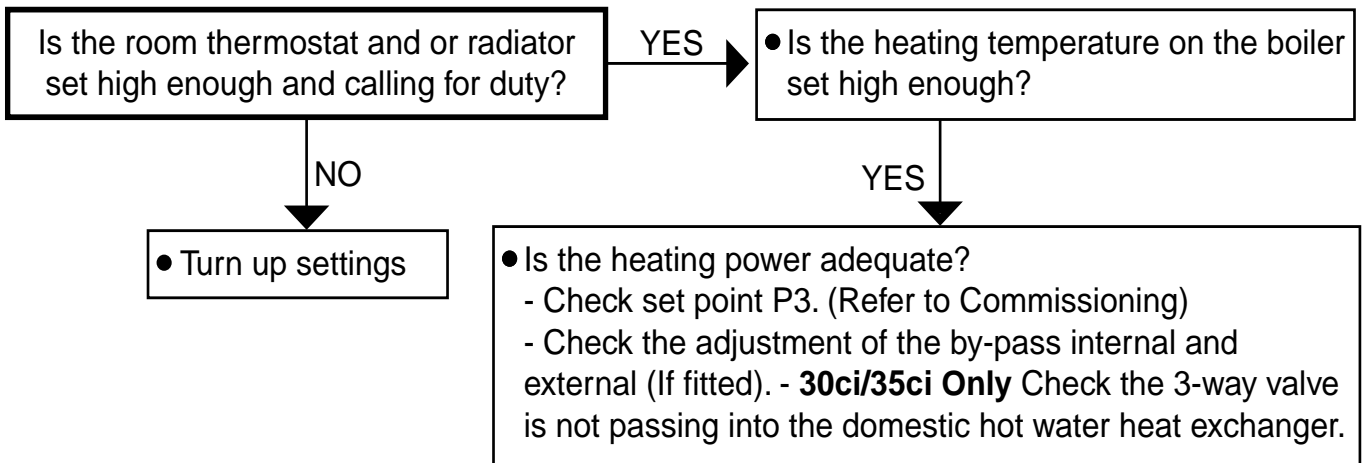 Is the room thermostat and or radiator
set high enough and calling for duty?
YES
● Is the heating temperature on the boiler
set high enough?
NO
YES
● Turn up settings
● Is the heating power adequate?
- Check set point P3. (Refer to Commissioning)
- Check the adjustment of the by-pass internal and
external (If fitted). - 30ci/35ci Only Check the 3-way valve
is not passing into the domestic hot water heat exchanger.